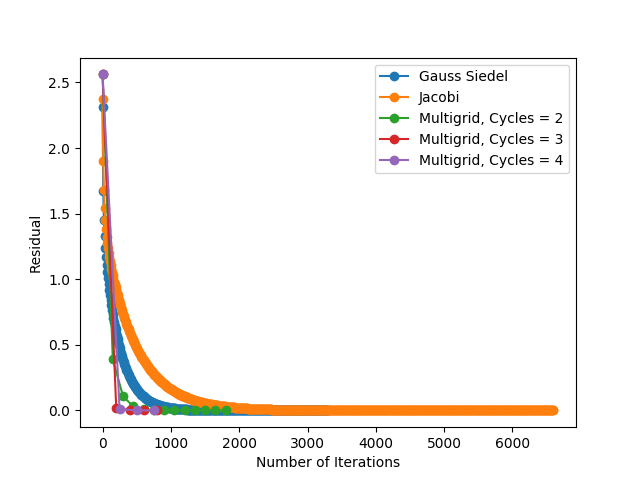 Gauss Siedel
Jacobi
Multigrid, Cycles = 2
Multigrid, Cycles = 3
Multigrid, Cycles = 4
Residual
2.5
2.0
1.5
1.0
0.5
0.0
0 1000 2000 3000 4000 5000 6000
Number of Iterations